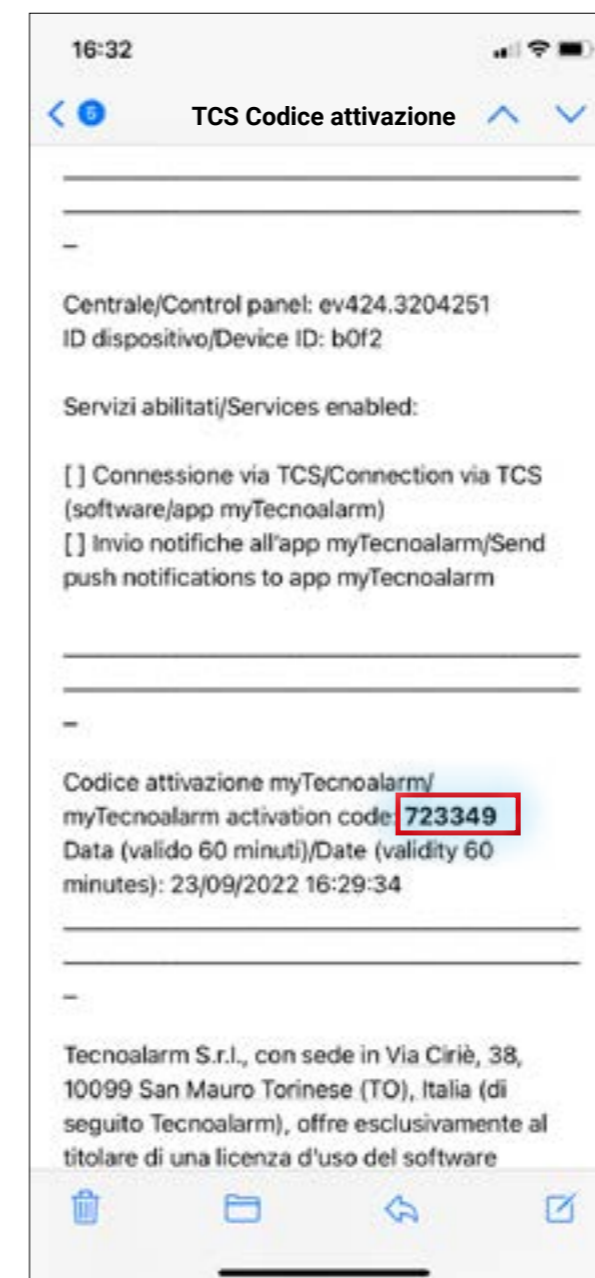 16:32
5
TCS Codice attivazione
Centrale/Control panel: ev424.3204251
ID dispositivo/Device ID: b0f2
Servizi abilitati/Services enabled:
[ ] Connessione via TCS/Connection via TCS
(software/app myTecnoalarm)
[ ] Invio notifiche all'app myTecnoalarm/Send
push notifications to app myTecnoalarm
Codice attivazione myTecnoalarm/
myTecnoalarm activation code: 723349
Data (valido 60 minuti)/Date (validity 60
minutes): 23/09/2022 16:29:34
Tecnoalarm S.r.l., con sede in Via Ciriè, 38,
10099 San Mauro Torinese (TO), Italia (di
seguito Tecnoalarm), offre esclusivamente al
titolare di una licenza d'uso del software